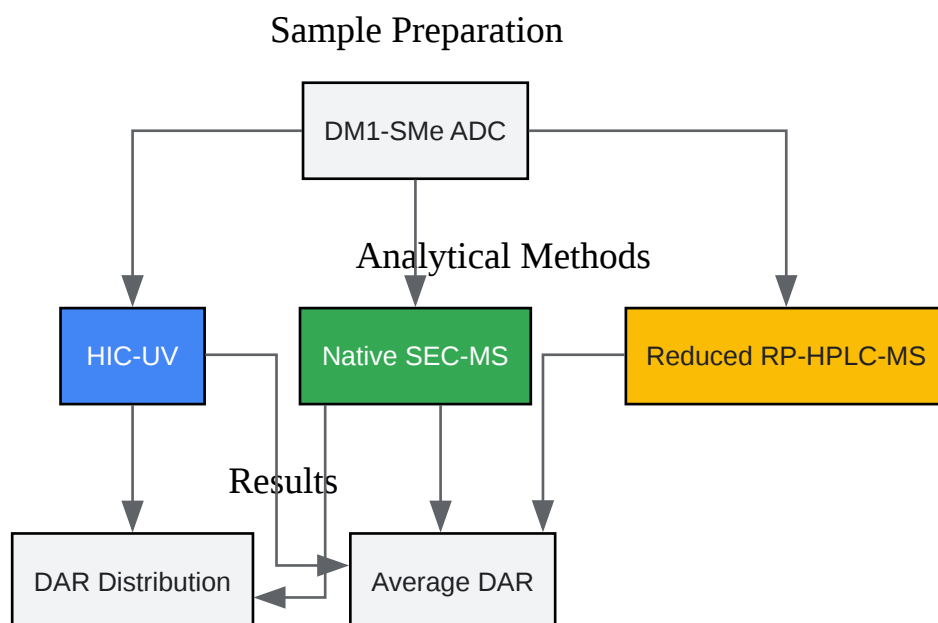 Sample Preparation
DM1-SMe ADC
Analytical Methods
HIC-UV
Native SEC-MS
Reduced RP-HPLC-MS
Results
DAR Distribution
Average DAR